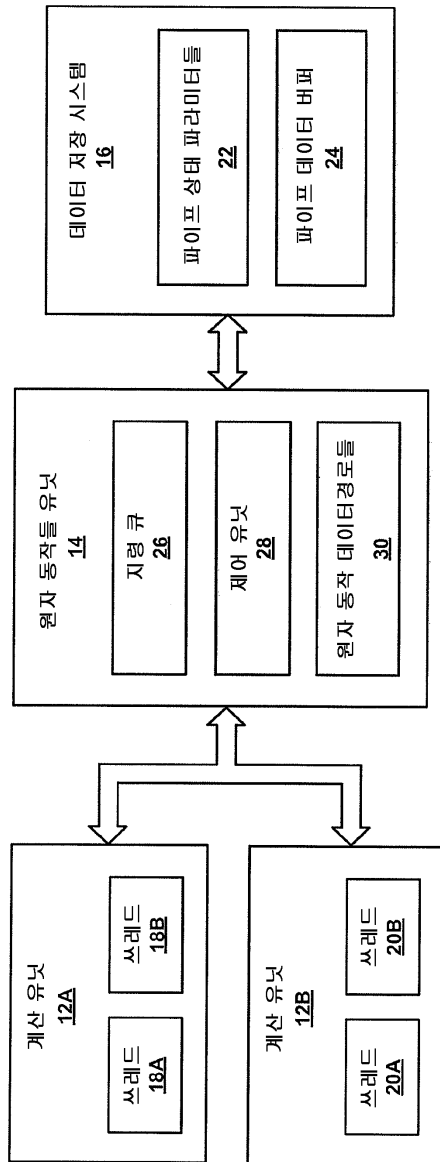 계산 유닛
12A
쓰레드
18A
쓰레드
18B
계산 유닛
12B
쓰레드
20A
쓰레드
20B
원자 동작들 유닛
14
지령 큐
26
제어 유닛
28
원자 동작 데이터경로들
30
데이터 저장 시스템
16
파이프 상태 파라미터들
22
파이프 데이터 버퍼
24